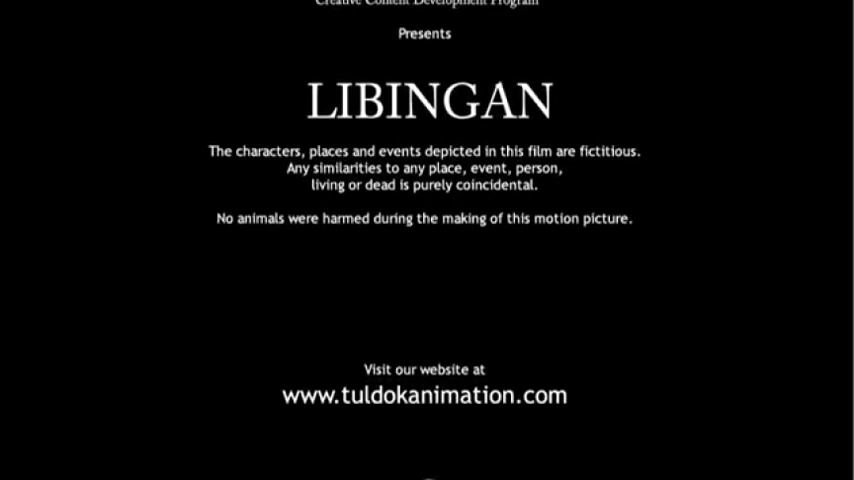 Creative Content Development Program
Presents
LIBINGAN
The characters, places and events depicted in this film are fictitious.
Any similarities to any place, event, person,
living or dead is purely coincidental.
No animals were harmed during the making of this motion picture.
Visit our website at
www.tuldokanimation.com